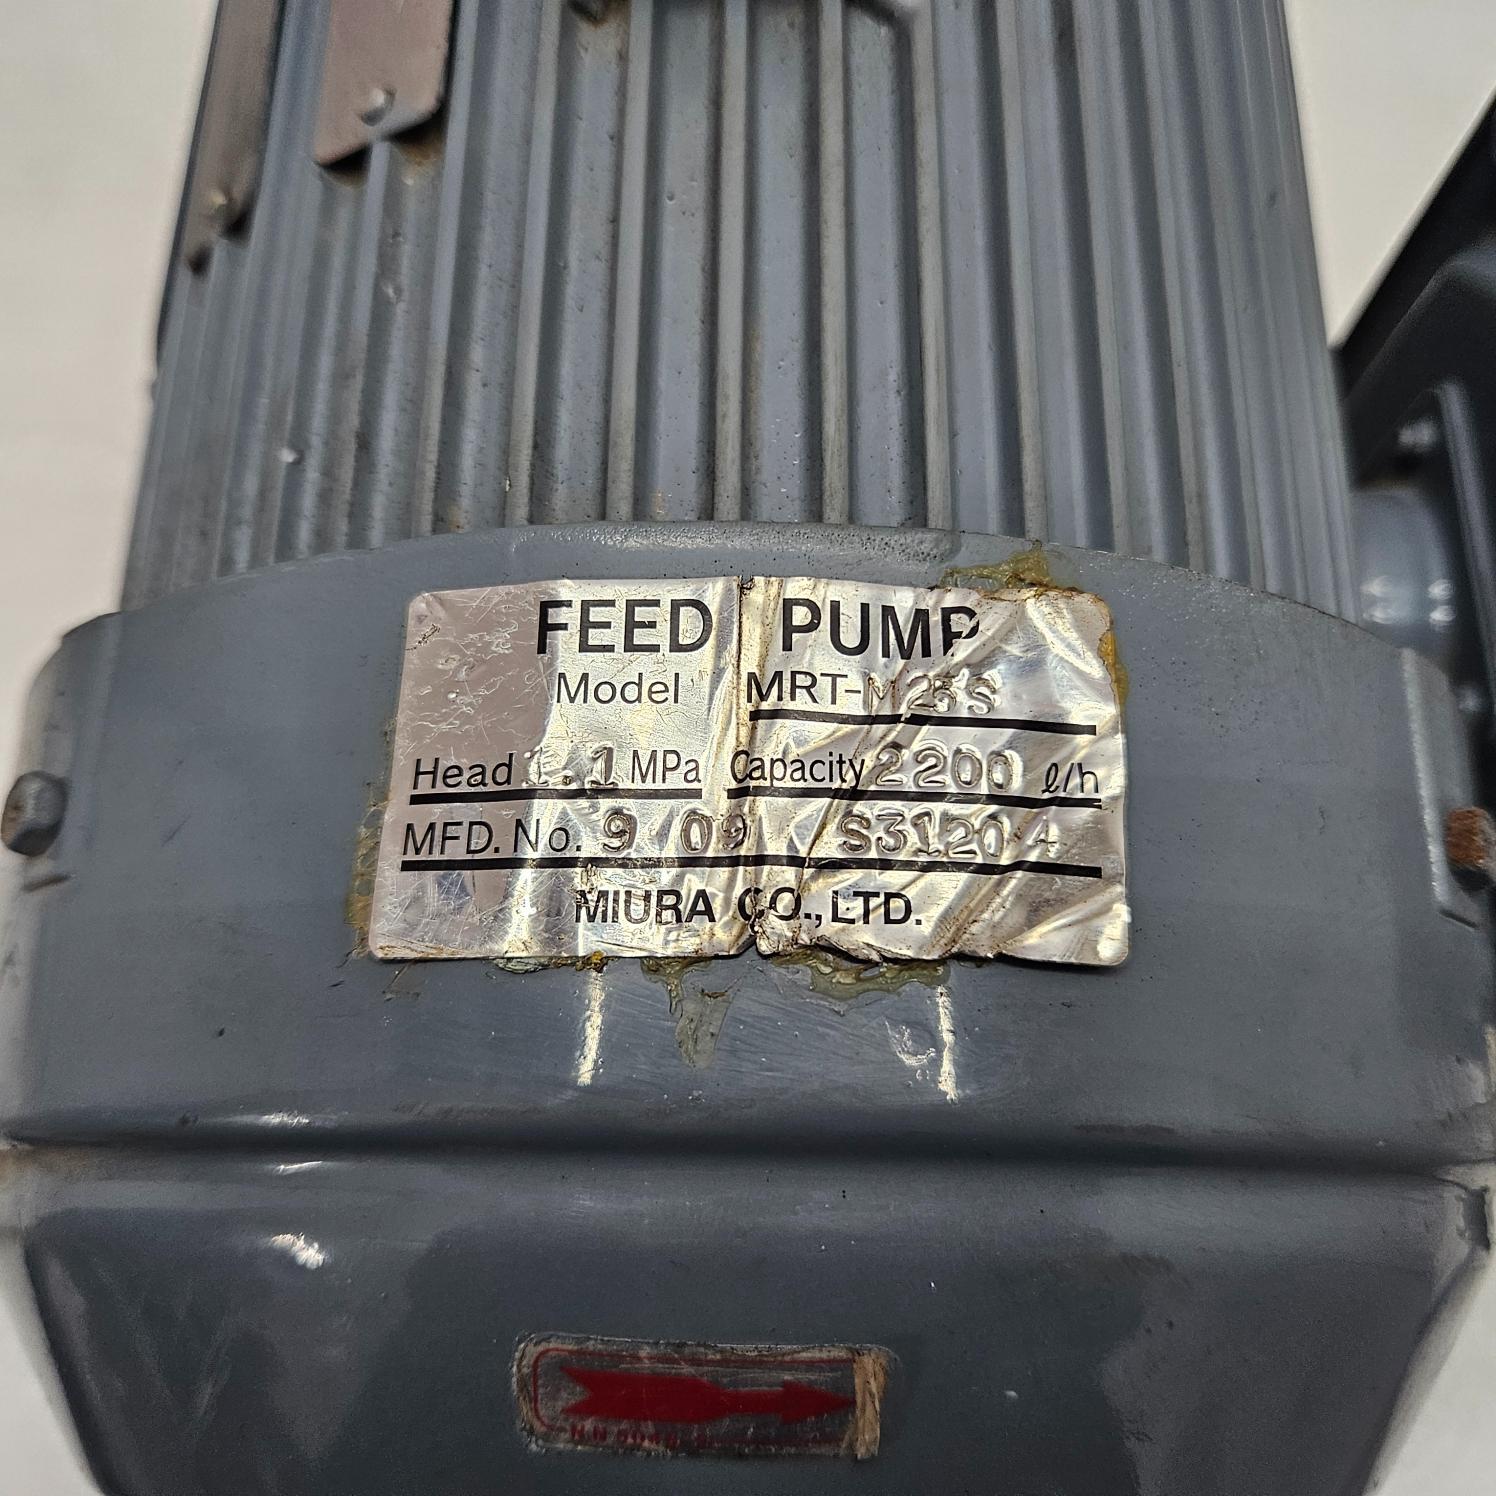 FEED PUMP
Model MRT-M25S
Head 1.1 MPa Capacity 2200 ℓ/h
MFD. No. 9 09 S31204
MIURA CO., LTD.